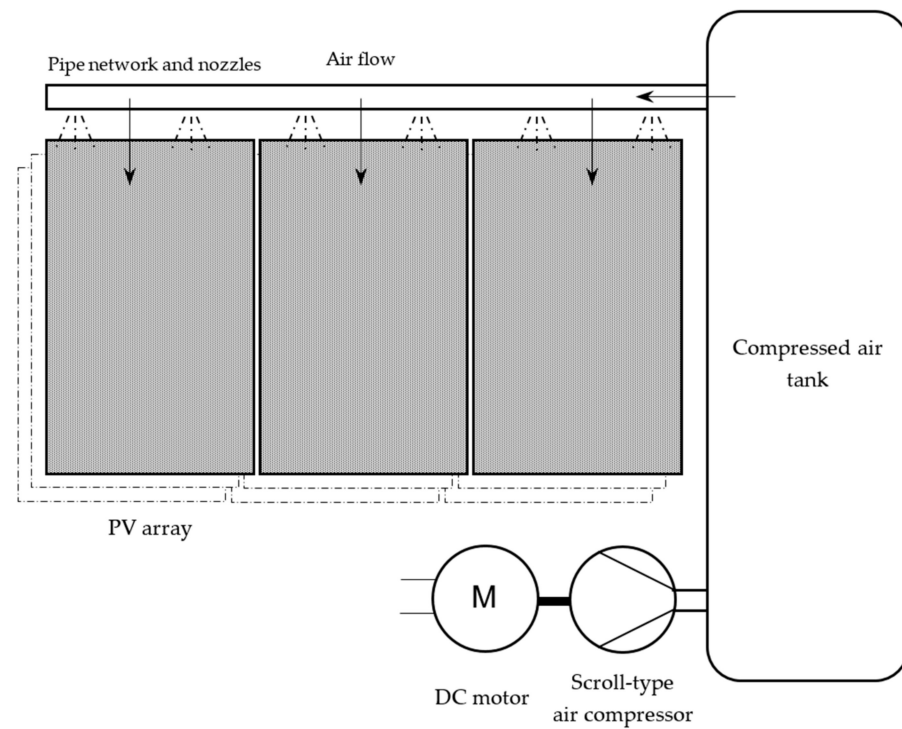 Pipe network and nozzles
Air flow
Compressed air
tank
PV array
M
DC motor
Scroll-type
air compressor